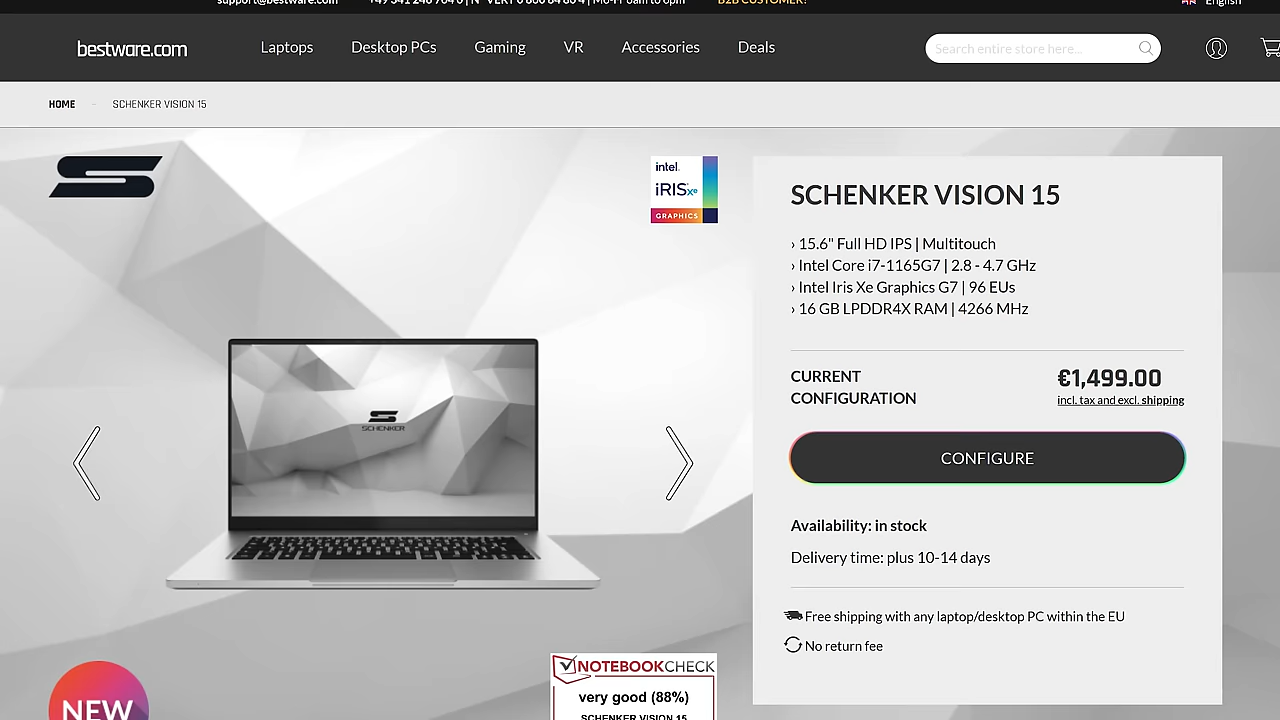 bestware.com
Laptops
Desktop PCs
Gaming
VR
Accessories
Deals
Search entire store here...
English
HOME - SCHENKER VISION 15
intel.
iRISxe
GRAPHICS
SCHENKER VISION 15
› 15.6" Full HD IPS | Multitouch
› Intel Core i7-1165G7 | 2.8 - 4.7 GHz
› Intel Iris Xe Graphics G7 | 96 EUs
› 16 GB LPDDR4X RAM | 4266 MHz
CURRENT
CONFIGURATION
€1,499.00
incl. tax and excl. shipping
SCHENKER
CONFIGURE
Availability: in stock
Delivery time: plus 10-14 days
Free shipping with any laptop/desktop PC within the EU
No return fee
NOTEBOOKCHECK
very good (88%)
SCHENKER VISION 15
NEW